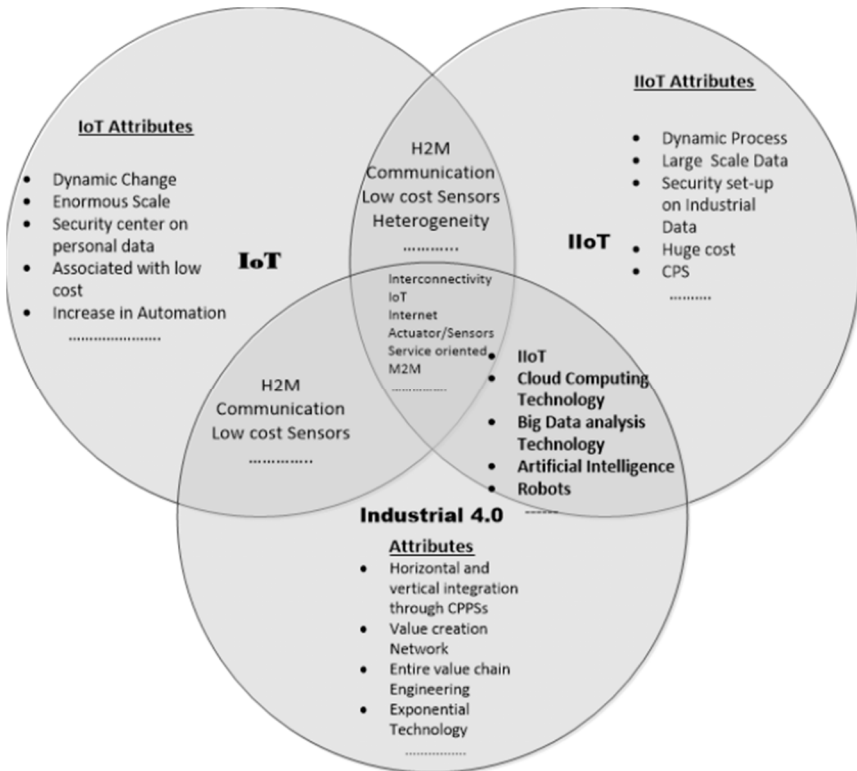 IoT Attributes
• Dynamic Change
• Enormous Scale
• Security center on
personal data
• Associated with low
cost
• Increase in Automation
.....................
IoT
H2M
Communication
Low cost Sensors
Heterogeneity
............
IIoT Attributes
• Dynamic Process
• Large Scale Data
• Security set-up
on Industrial
Data
• Huge cost
• CPS
..........
IIoT
Interconnectivity
IoT
Internet
Actuator/Sensors
Service oriented
M2M
..............
H2M
Communication
Low cost Sensors
.............
• IIoT
• Cloud Computing
Technology
• Big Data analysis
Technology
• Artificial Intelligence
• Robots
.......
Industrial 4.0
Attributes
• Horizontal and
vertical integration
through CPPSs
• Value creation
Network
• Entire value chain
Engineering
• Exponential
Technology
...............